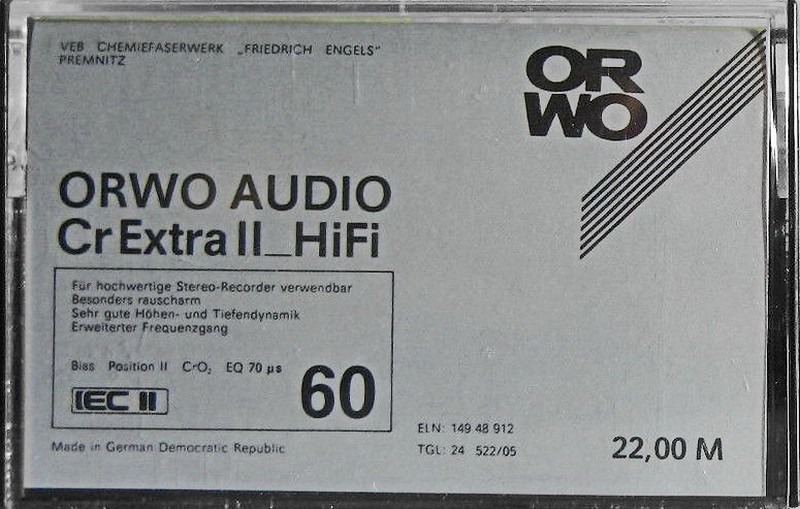 VEB CHEMIEFASERWERK „FRIEDRICH ENGELS“
PREMNITZ
OR
WO
ORWO AUDIO
Cr Extra II_HiFi
Für hochwertige Stereo-Recorder verwendbar
Besonders rauscharm
Sehr gute Höhen- und Tiefendynamik
Erweiterter Frequenzgang
Bias Position II CrO₂ EQ 70 µs
IEC II
60
Made in German Democratic Republic
ELN: 149 48 912
TGL: 24 522/05
22,00 M